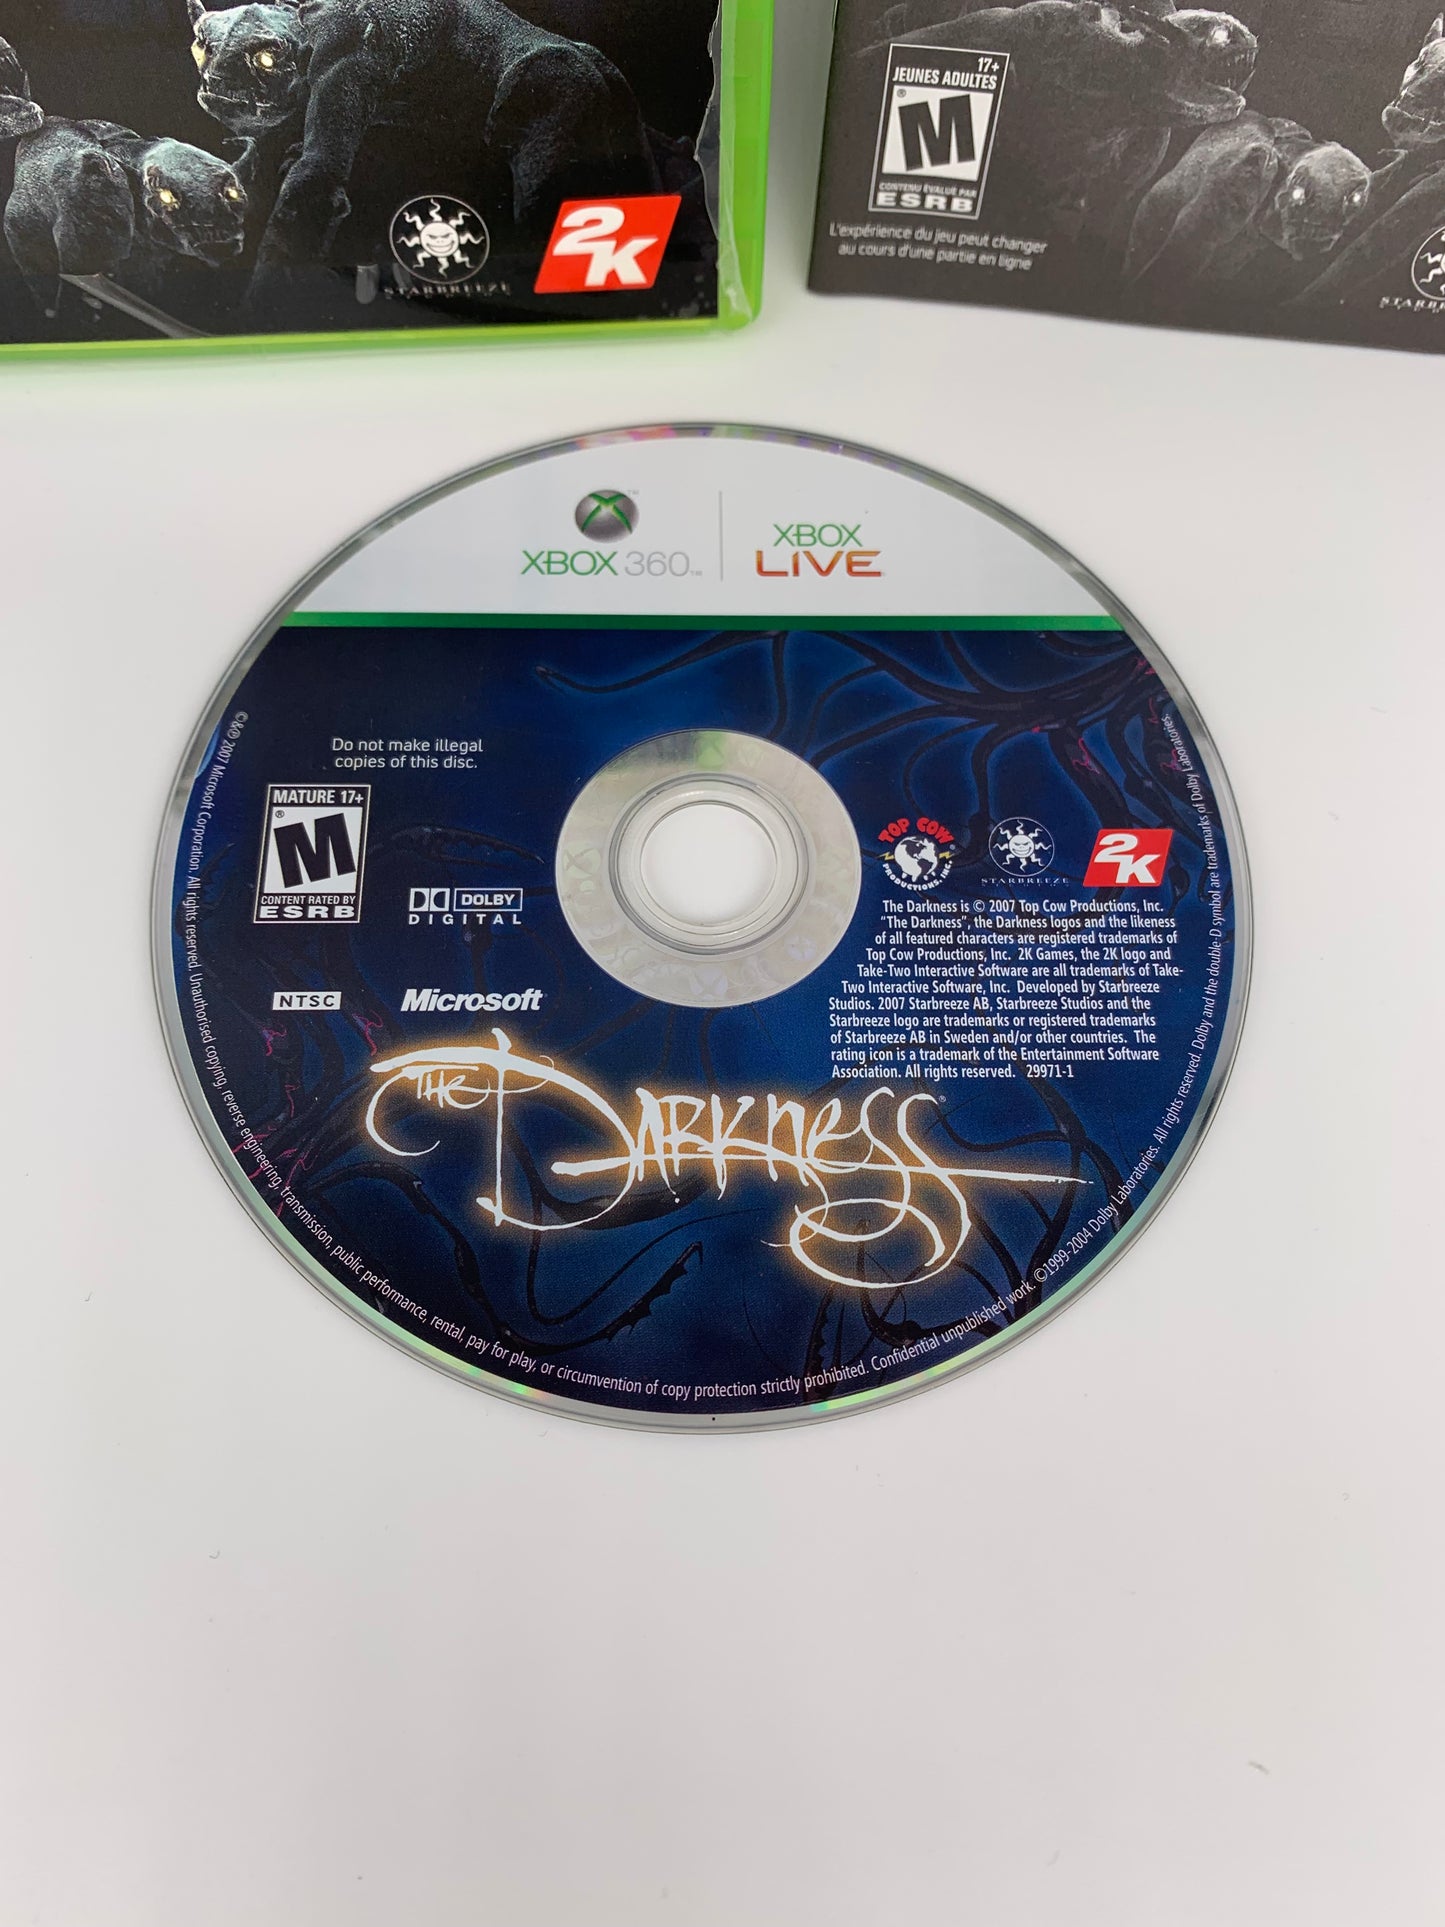 STARBREEZE
2K
17+
JEUNES ADULTES
M
CONTENU ÉVALUÉ PAR
ESRB
L'expérience du jeu peut changer
au cours d'une partie en ligne
STARBREEZE
XBOX 360™
XBOX
LIVE
Do not make illegal
copies of this disc.
MATURE 17+
M
CONTENT RATED BY
ESRB
DOLBY
DIGITAL
NTSC
Microsoft
TOP COW
PRODUCTIONS, INC.
STARBREEZE
2K
The Darkness is © 2007 Top Cow Productions, Inc.
"The Darkness", the Darkness logos and the likeness
of all featured characters are registered trademarks of
Top Cow Productions, Inc. 2K Games, the 2K logo and
Take-Two Interactive Software are all trademarks of Take-
Two Interactive Software, Inc. Developed by Starbreeze
Studios. 2007 Starbreeze AB, Starbreeze Studios and the
Starbreeze logo are trademarks or registered trademarks
of Starbreeze AB in Sweden and/or other countries. The
rating icon is a trademark of the Entertainment Software
Association. All rights reserved. 29971-1
THE DARKNESS®
©&℗ 2007 Microsoft Corporation. All rights reserved. Unauthorised copying, reverse engineering, transmission, public performance, rental, pay for play, or circumvention of copy protection strictly prohibited. Confidential unpublished work. ©1999-2004 Dolby Laboratories. All rights reserved. Dolby and the double-D symbol are trademarks of Dolby Laboratories.